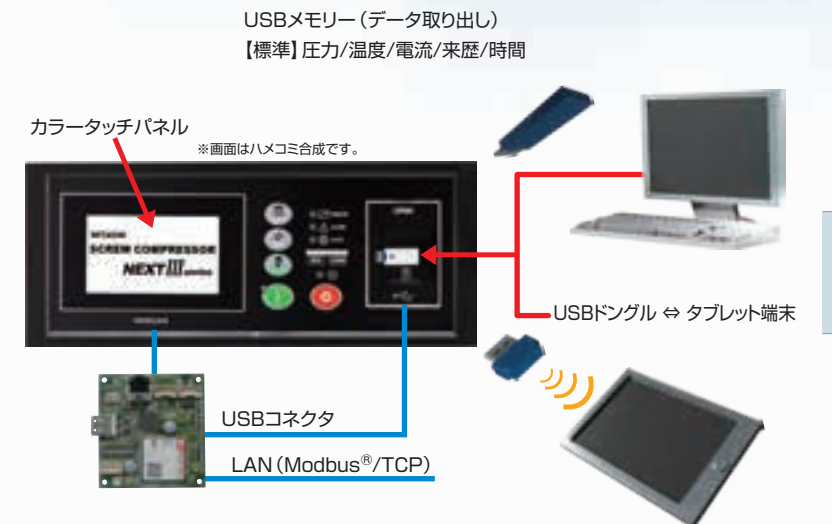 USBメモリー（データ取り出し）
【標準】圧力/温度/電流/来歴/時間
カラータッチパネル
※画面はハメコミ合成です。
HITACHI
SCREW COMPRESSOR
NEXTⅢseries
USBドングル ⇔ タブレット端末
USBコネクタ
LAN（Modbus®/TCP）